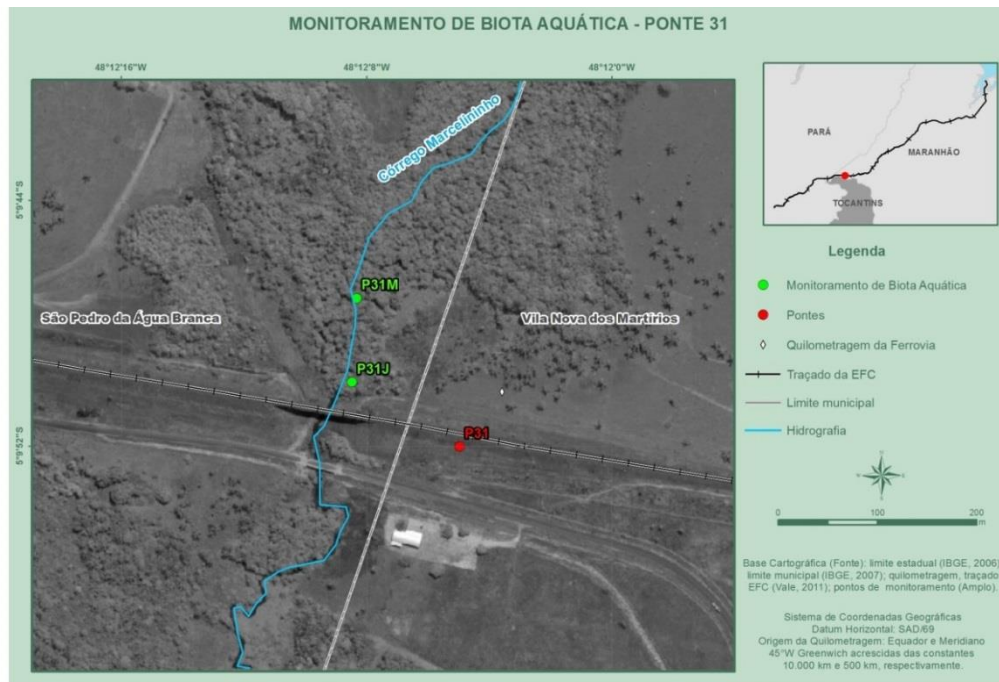 MONITORAMENTO DE BIOTA AQUÁTICA - PONTE 31
48°12'16"W
48°12'8"W
48°12'0"W
5°9'44"S
5°9'52"S
Córrego Marcelininho
P31M
São Pedro da Água Branca
Vila Nova dos Martírios
P31J
P31
PARÁ
MARANHÃO
TOCANTINS
Legenda
Monitoramento de Biota Aquática
Pontes
Quilometragem da Ferrovia
Traçado da EFC
Limite municipal
Hidrografia
0 100 200
m
Base Cartográfica (Fonte): limite estadual (IBGE, 2006)
limite municipal (IBGE, 2007); quilometragem, traçado
EFC (Vale, 2011); pontos de monitoramento (Amplo).
Sistema de Coordenadas Geográficas
Datum Horizontal: SAD/69
Origem da Quilometragem: Equador e Meridiano
45°W Greenwich acrescidas das constantes
10.000 km e 500 km, respectivamente.